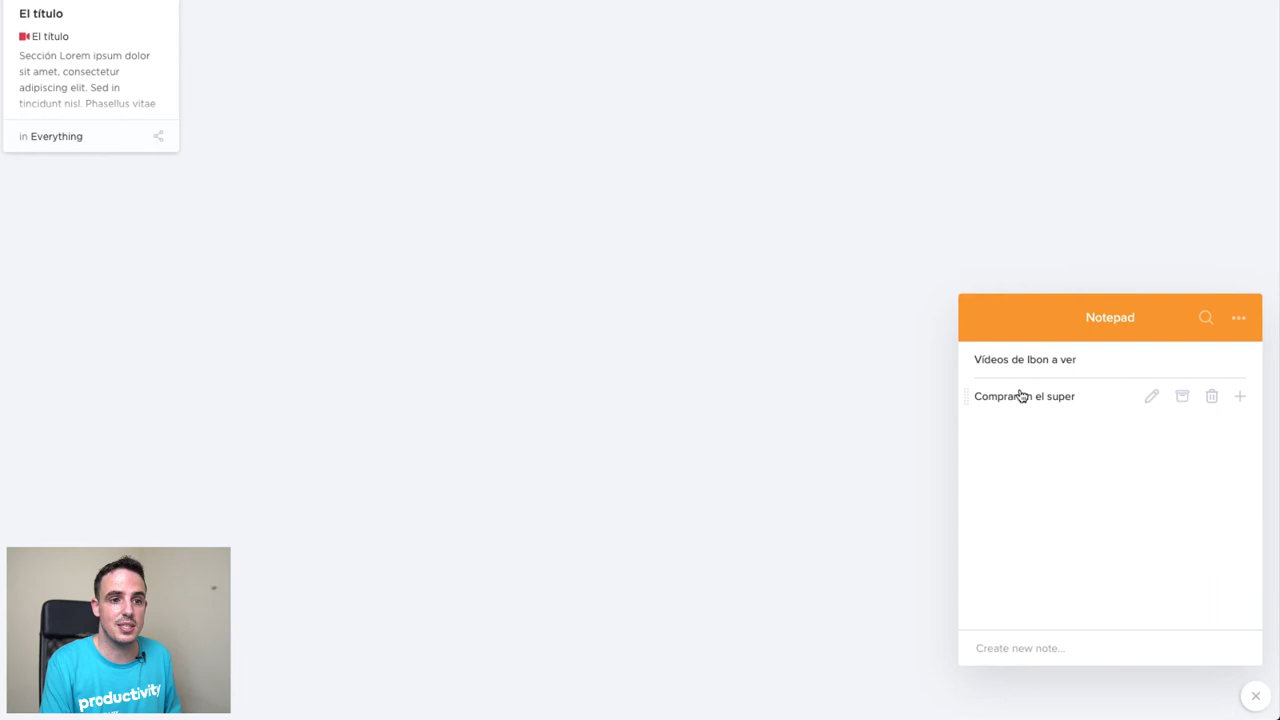 El título
El título
Sección Lorem ipsum dolor
sit amet, consectetur
adipiscing elit. Sed in
tincidunt nisl. Phasellus vitae
in Everything
Notepad
Vídeos de Ibon a ver
Comprar en el super
Create new note...
productivity